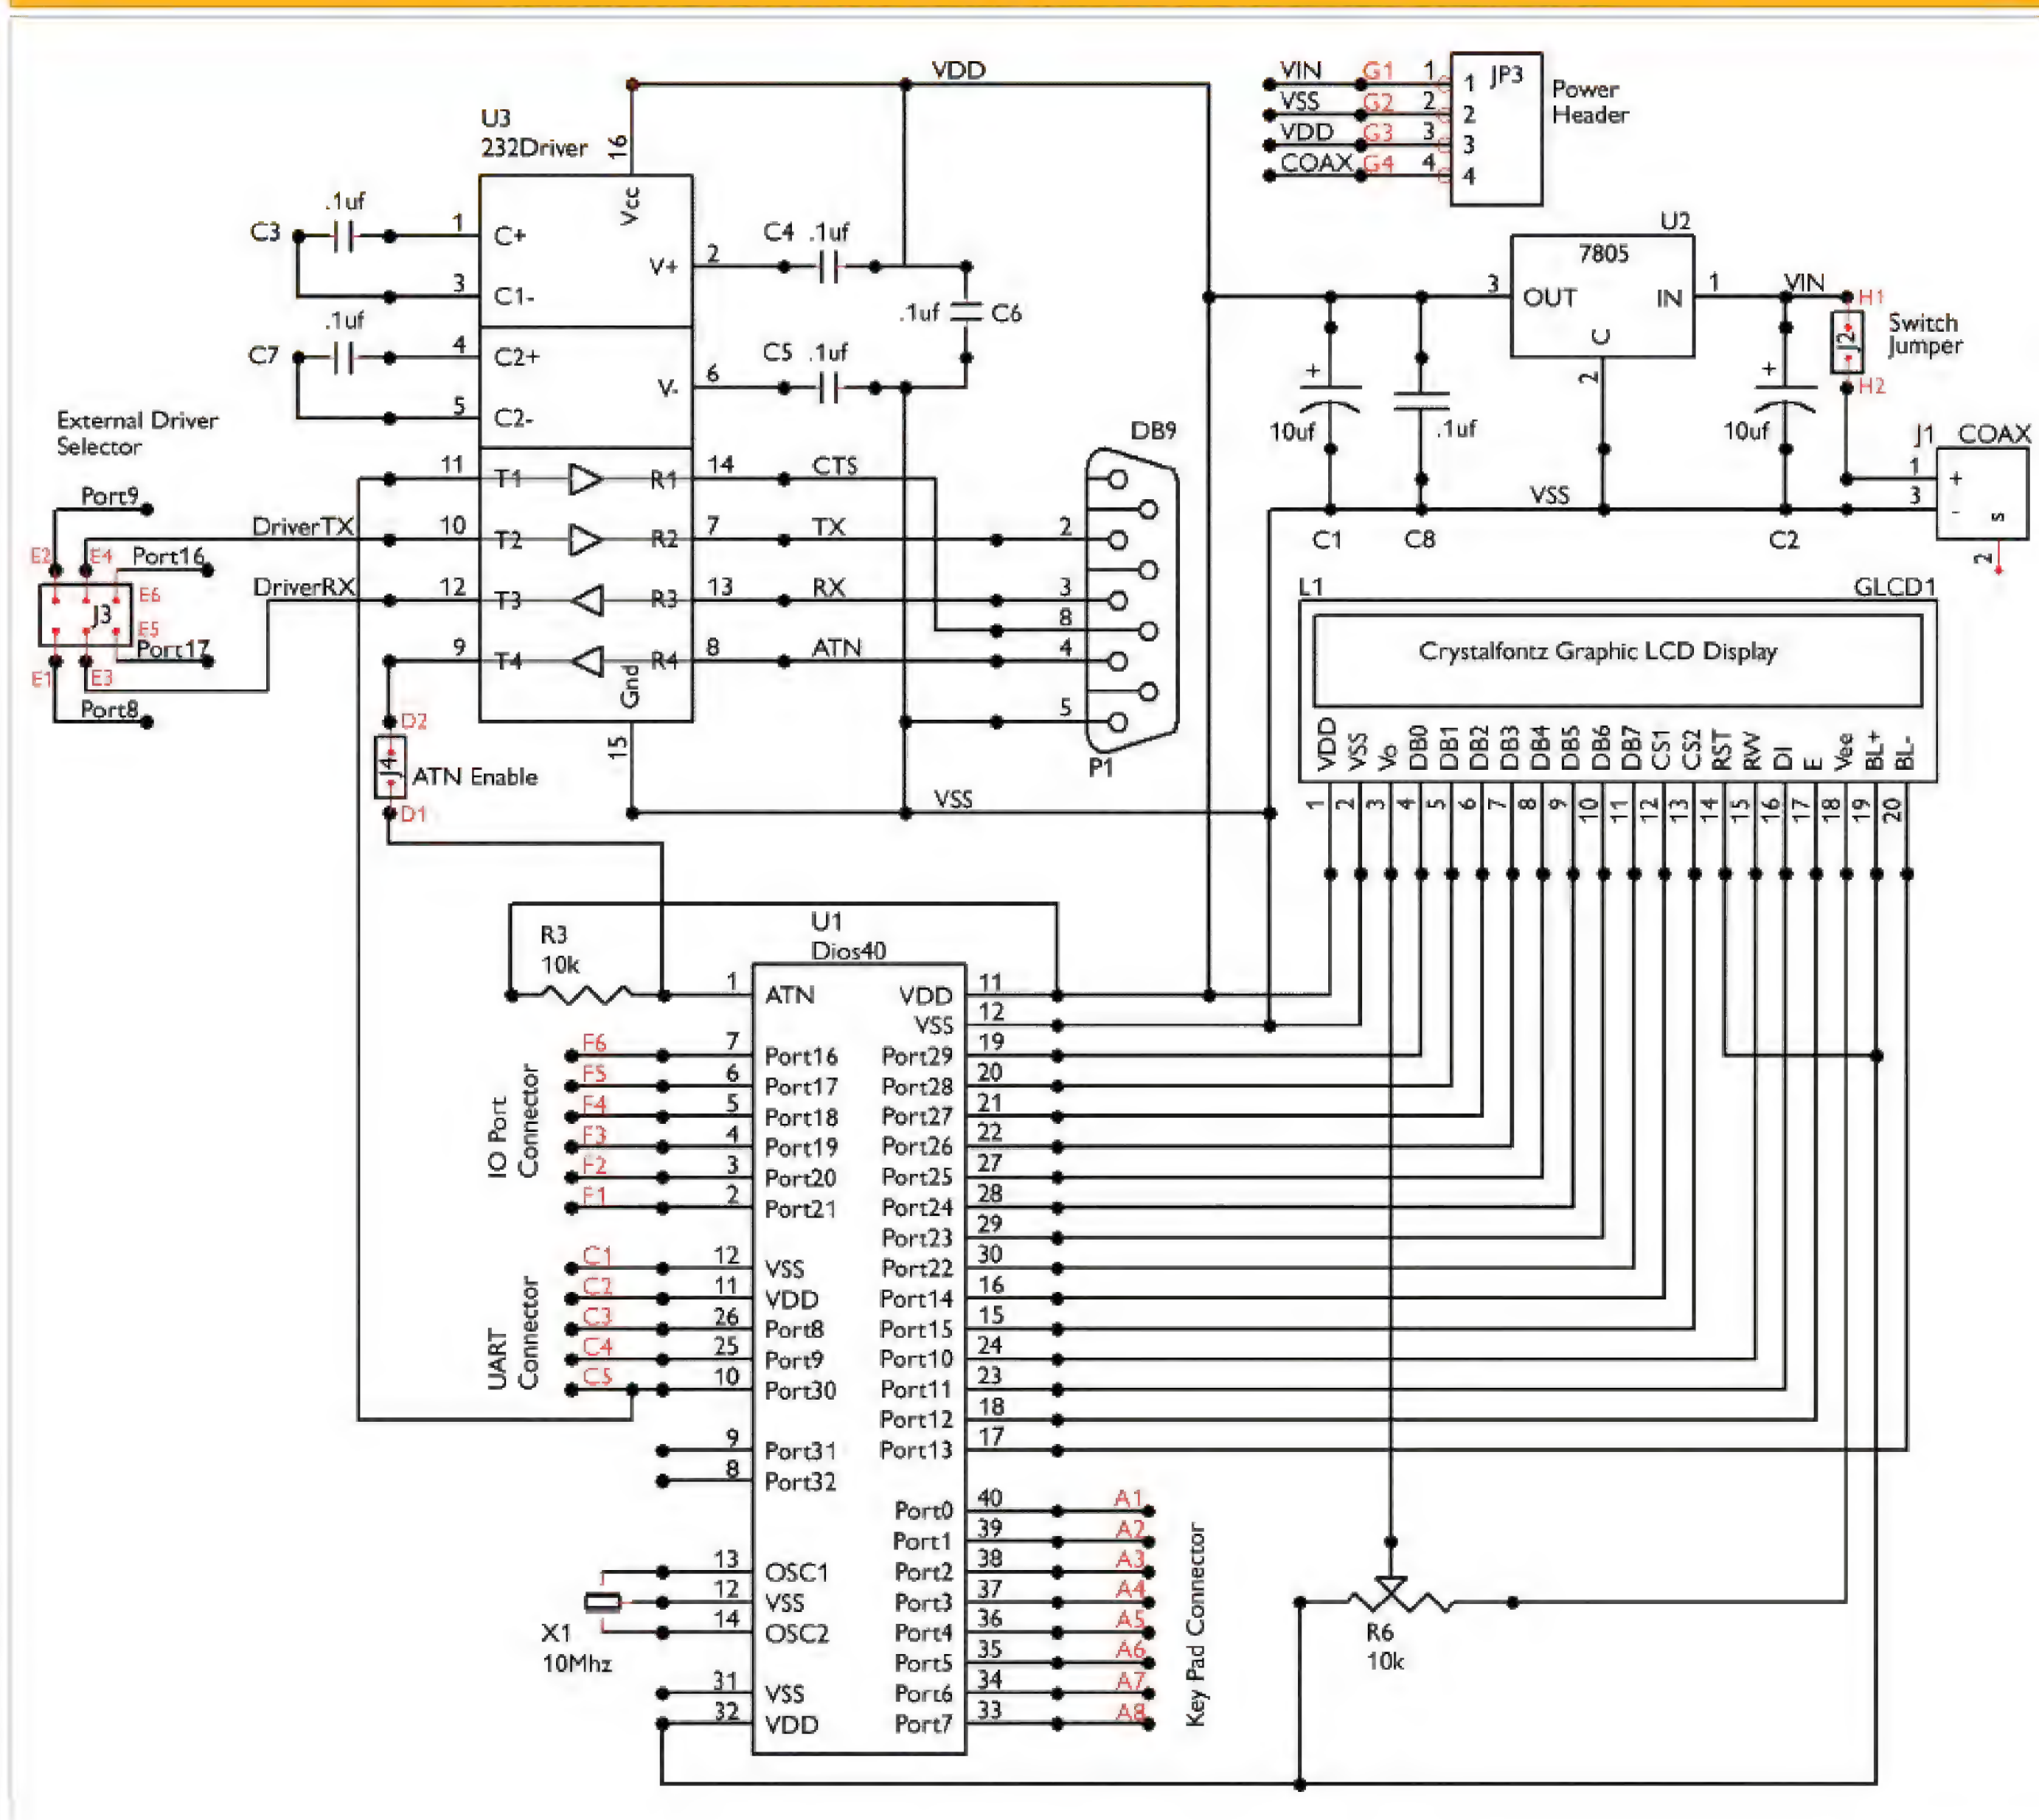 VDD
VIN G1 1 1 JP3
VSS G2 2 2
VDD G3 3 3
COAX G4 4 4
Power
Header
U3
232Driver
16
Vcc
C3 .1uf 1 C+
3 C1-
C7 .1uf 4 C2+
5 C2-
V+ 2 C4 .1uf
.1uf C6
V- 6 C5 .1uf
U2
7805
3 OUT IN 1 VIN
C
2
H1
J2
H2
Switch
Jumper
+
10uf
.1uf
+
10uf
J1 COAX
1 +
3 -
s
2
VSS
C1 C8 C2
External Driver
Selector
Port9
DriverTX
E2 E4 Port16
E6
DriverRX
J3
E5
Port17
E1 E3
Port8
11 T1 R1 14 CTS
10 T2 R2 7 TX
12 T3 R3 13 RX
9 T4 R4 8 ATN
Gnd
15
DB9
2
3
8
4
5
P1
D2
J4
ATN Enable
D1
VSS
L1 GLCD1
Crystalfontz Graphic LCD Display
VDD VSS Vo DB0 DB1 DB2 DB3 DB4 DB5 DB6 DB7 CS1 CS2 RST RW DI E Vee BL+ BL-
1 2 3 4 5 6 7 8 9 10 11 12 13 14 15 16 17 18 19 20
R3
10k
U1
Dios40
1 ATN VDD 11
VSS 12
IO Port
Connector
F6 7 Port16 Port29 19
F5 6 Port17 Port28 20
F4 5 Port18 Port27 21
F3 4 Port19 Port26 22
F2 3 Port20 Port25 27
F1 2 Port21 Port24 28
Port23 29
UART
Connector
C1 12 VSS Port22 30
C2 11 VDD Port14 16
C3 26 Port8 Port15 15
C4 25 Port9 Port10 24
C5 10 Port30 Port11 23
Port12 18
9 Port31 Port13 17
8 Port32
Port0 40 A1
Port1 39 A2
13 OSC1 Port2 38 A3
12 VSS Port3 37 A4
14 OSC2 Port4 36 A5
Port5 35 A6
31 VSS Port6 34 A7
32 VDD Port7 33 A8
X1
10Mhz
Key Pad Connector
R6
10k